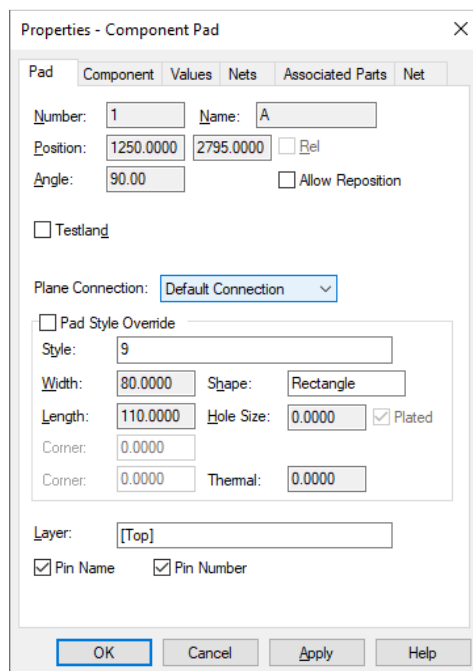 Properties - Component Pad
Pad Component Values Nets Associated Parts Net
Number: 1 Name: A
Position: 1250.0000 2795.0000 Rel
Angle: 90.00 Allow Reposition
Testland
Plane Connection: Default Connection
Pad Style Override
Style: 9
Width: 80.0000 Shape: Rectangle
Length: 110.0000 Hole Size: 0.0000 Plated
Corner: 0.0000
Corner: 0.0000 Thermal: 0.0000
Layer: [Top]
Pin Name Pin Number
OK Cancel Apply Help